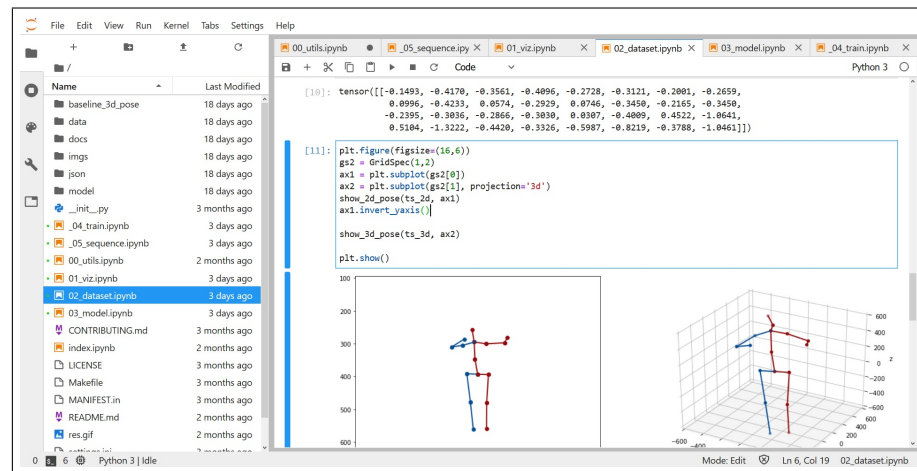 File Edit View Run Kernel Tabs Settings Help
00_utils.ipynb _05_sequence.ipy 01_viz.ipynb 02_dataset.ipynb 03_model.ipynb _04_train.ipynb
Code Python 3
/
Name Last Modified
baseline_3d_pose 18 days ago
data 18 days ago
docs 18 days ago
imgs 18 days ago
json 18 days ago
model 18 days ago
__init__.py 3 months ago
_04_train.ipynb 3 days ago
_05_sequence.ipynb 3 days ago
00_utils.ipynb 2 months ago
01_viz.ipynb 3 days ago
02_dataset.ipynb 3 days ago
03_model.ipynb 3 days ago
CONTRIBUTING.md 3 months ago
index.ipynb 2 months ago
LICENSE 3 months ago
Makefile 3 months ago
MANIFEST.in 3 months ago
README.md 2 months ago
res.gif 2 months ago
[10]: tensor([[-0.1493, -0.4170, -0.3561, -0.4096, -0.2728, -0.3121, -0.2001, -0.2659,
0.0996, -0.4233, 0.0574, -0.2929, 0.0746, -0.3450, -0.2165, -0.3450,
-0.2395, -0.3036, -0.2866, -0.3030, 0.0307, -0.4009, 0.4522, -1.0641,
0.5104, -1.3222, -0.4420, -0.3326, -0.5987, -0.8219, -0.3788, -1.0461]])
[11]: plt.figure(figsize=(16,6))
gs2 = GridSpec(1,2)
ax1 = plt.subplot(gs2[0])
ax2 = plt.subplot(gs2[1], projection='3d')
show_2d_pose(ts_2d, ax1)
ax1.invert_yaxis()
show_3d_pose(ts_3d, ax2)
plt.show()
100
200
300
400
500
600
600
400
200
0 z
-200
-400
-600
600
400
200
0
-600
-400
0 6 Python 3 | Idle Mode: Edit Ln 6, Col 19 02_dataset.ipynb